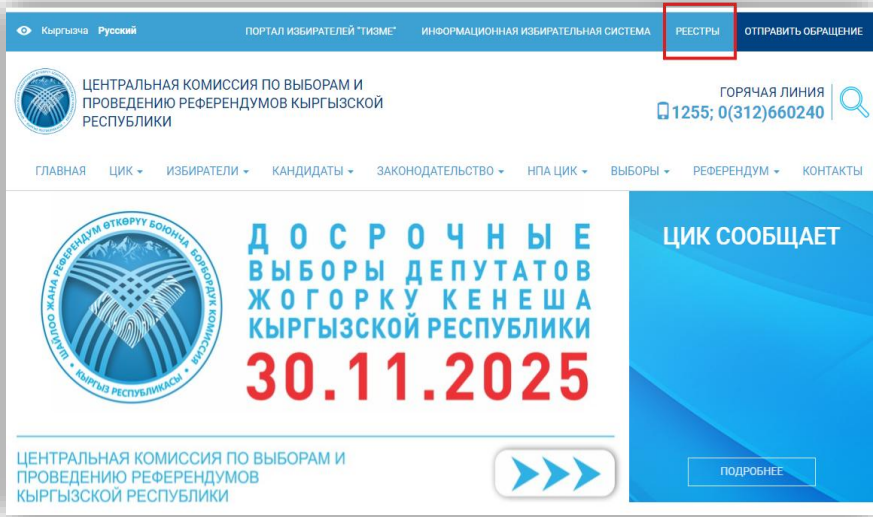 Кыргызча Русский ПОРТАЛ ИЗБИРАТЕЛЕЙ "ТИЗМЕ" ИНФОРМАЦИОННАЯ ИЗБИРАТЕЛЬНАЯ СИСТЕМА РЕЕСТРЫ ОТПРАВИТЬ ОБРАЩЕНИЕ
ЦЕНТРАЛЬНАЯ КОМИССИЯ ПО ВЫБОРАМ И
ПРОВЕДЕНИЮ РЕФЕРЕНДУМОВ КЫРГЫЗСКОЙ
РЕСПУБЛИКИ
ГОРЯЧАЯ ЛИНИЯ
1255; 0(312)660240
ГЛАВНАЯ ЦИК ИЗБИРАТЕЛИ КАНДИДАТЫ ЗАКОНОДАТЕЛЬСТВО НПА ЦИК ВЫБОРЫ РЕФЕРЕНДУМ КОНТАКТЫ
ШАЙЛОО ЖАНА РЕФЕРЕНДУМ ӨТКӨРҮҮ БОЮНЧА БОРБОРДУК КОМИССИЯ
КЫРГЫЗ РЕСПУБЛИКАСЫ
ДОСРОЧНЫЕ
ВЫБОРЫ ДЕПУТАТОВ
ЖОГОРКУ КЕНЕША
КЫРГЫЗСКОЙ РЕСПУБЛИКИ
30.11.2025
ЦЕНТРАЛЬНАЯ КОМИССИЯ ПО ВЫБОРАМ И
ПРОВЕДЕНИЮ РЕФЕРЕНДУМОВ
КЫРГЫЗСКОЙ РЕСПУБЛИКИ
ЦИК СООБЩАЕТ
ПОДРОБНЕЕ